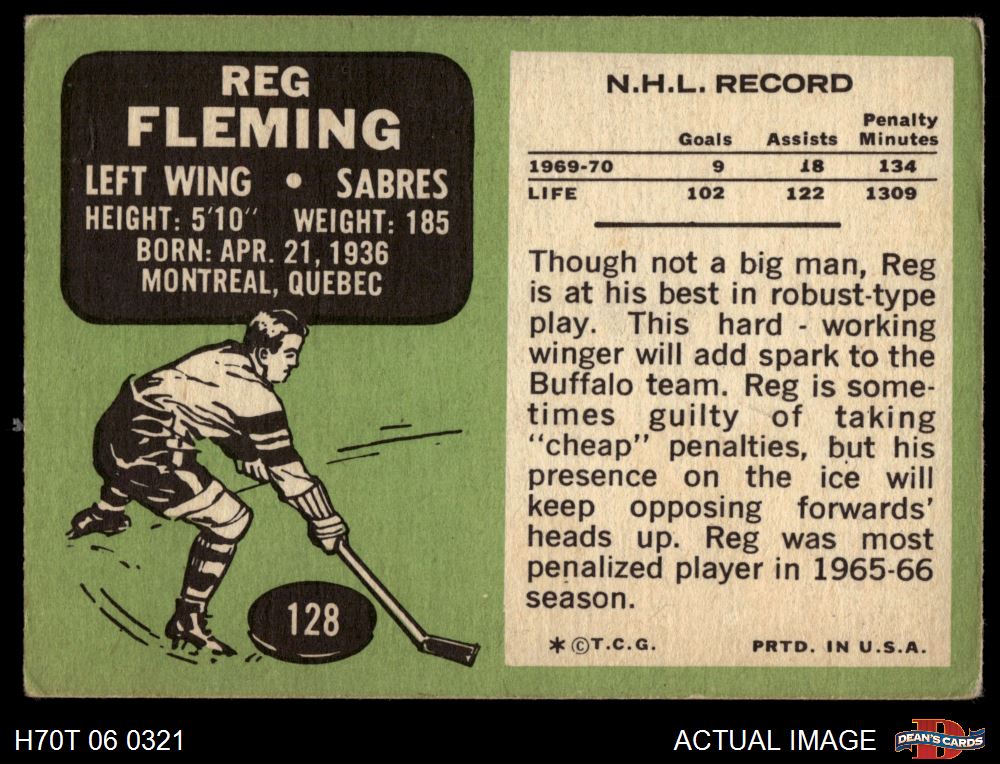 REG
FLEMING
LEFT WING • SABRES
HEIGHT: 5'10" WEIGHT: 185
BORN: APR. 21, 1936
MONTREAL, QUEBEC
128
N.H.L. RECORD
Goals Assists Penalty Minutes
1969-70 9 18 134
LIFE 102 122 1309
Though not a big man, Reg
is at his best in robust-type
play. This hard - working
winger will add spark to the
Buffalo team. Reg is some-
times guilty of taking
"cheap" penalties, but his
presence on the ice will
keep opposing forwards'
heads up. Reg was most
penalized player in 1965-66
season.
* ©T.C.G. PRTD. IN U.S.A.
H70T 06 0321
ACTUAL IMAGE
DEAN'S CARDS